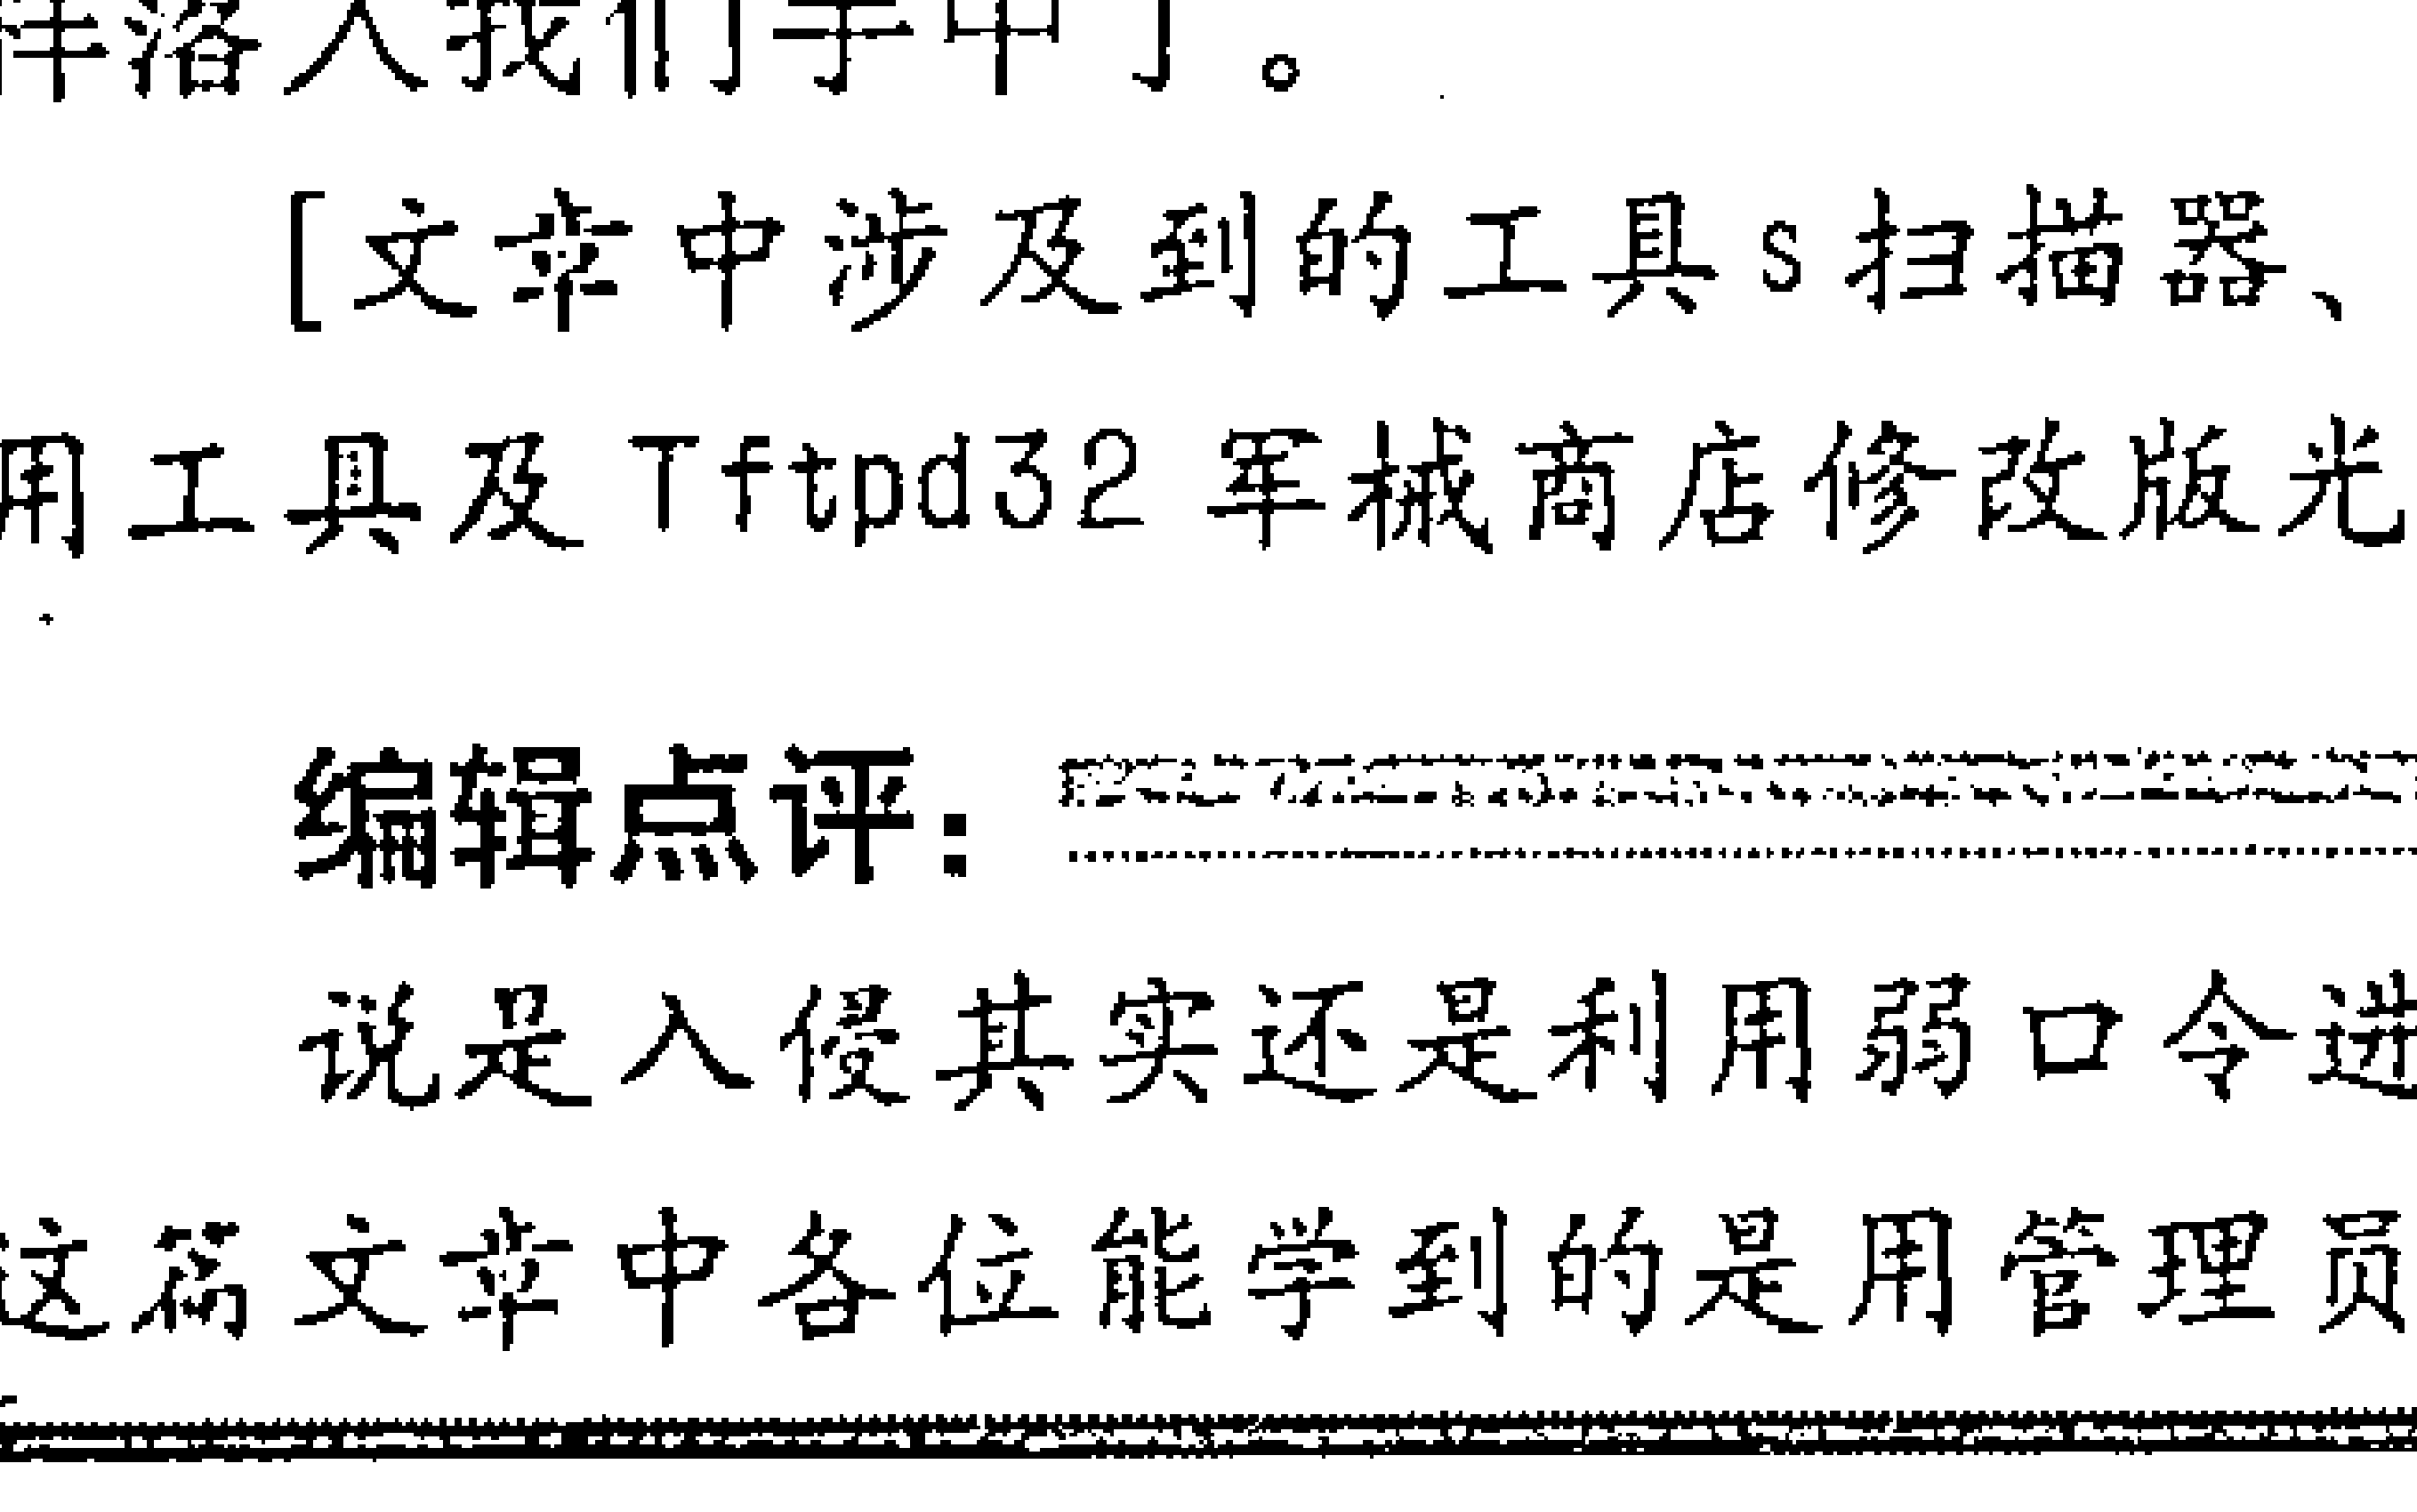 样落入我们手中了。
[文章中涉及到的工具s扫描器、
用工具及Tftpd32军械商店修改版光
编辑点评:
说是入侵其实还是利用弱口令进
这篇文章中各位能学到的是用管理员